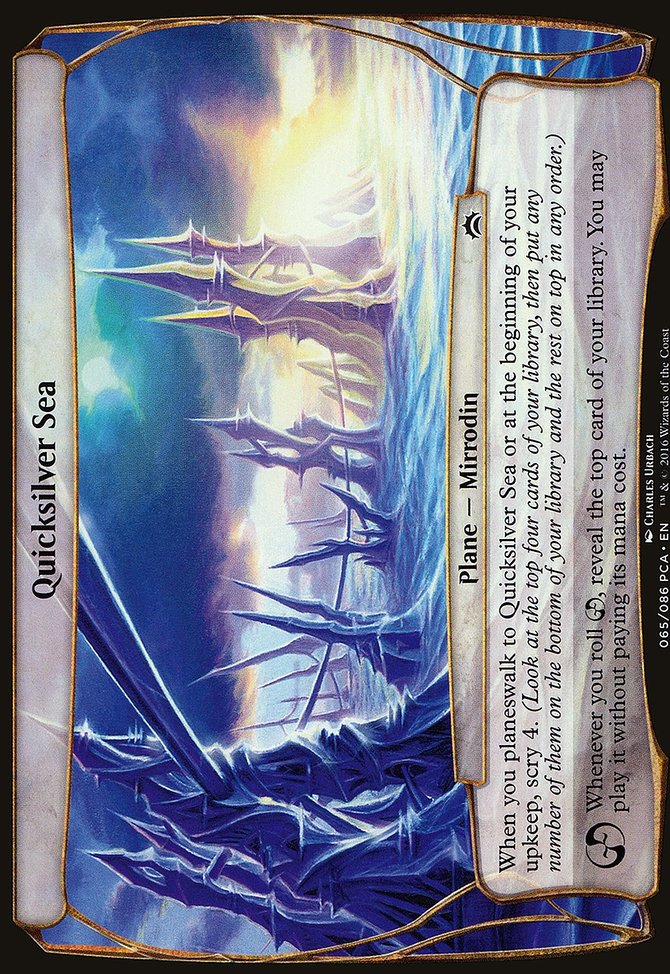 Quicksilver Sea
Plane — Mirrodin
When you planeswalk to Quicksilver Sea or at the beginning of your
upkeep, scry 4. (Look at the top four cards of your library, then put any
number of them on the bottom of your library and the rest on top in any order.)
Whenever you roll , reveal the top card of your library. You may
play it without paying its mana cost.
Charles Urbach
065/086 PCA • EN ™ & © 2016 Wizards of the Coast